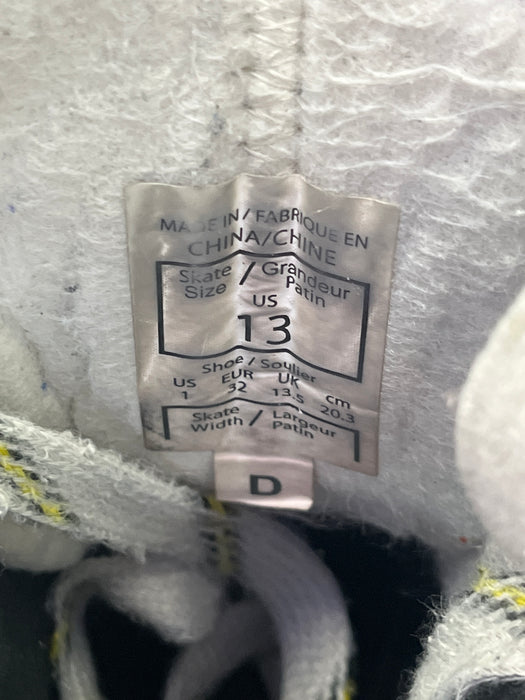 MADE IN / FABRIQUE EN
CHINA/CHINE
Skate Size / Grandeur Patin
US
13
Shoe / Soulier
US EUR UK cm
1 32 13.5 20.3
Skate Width / Largeur Patin
D